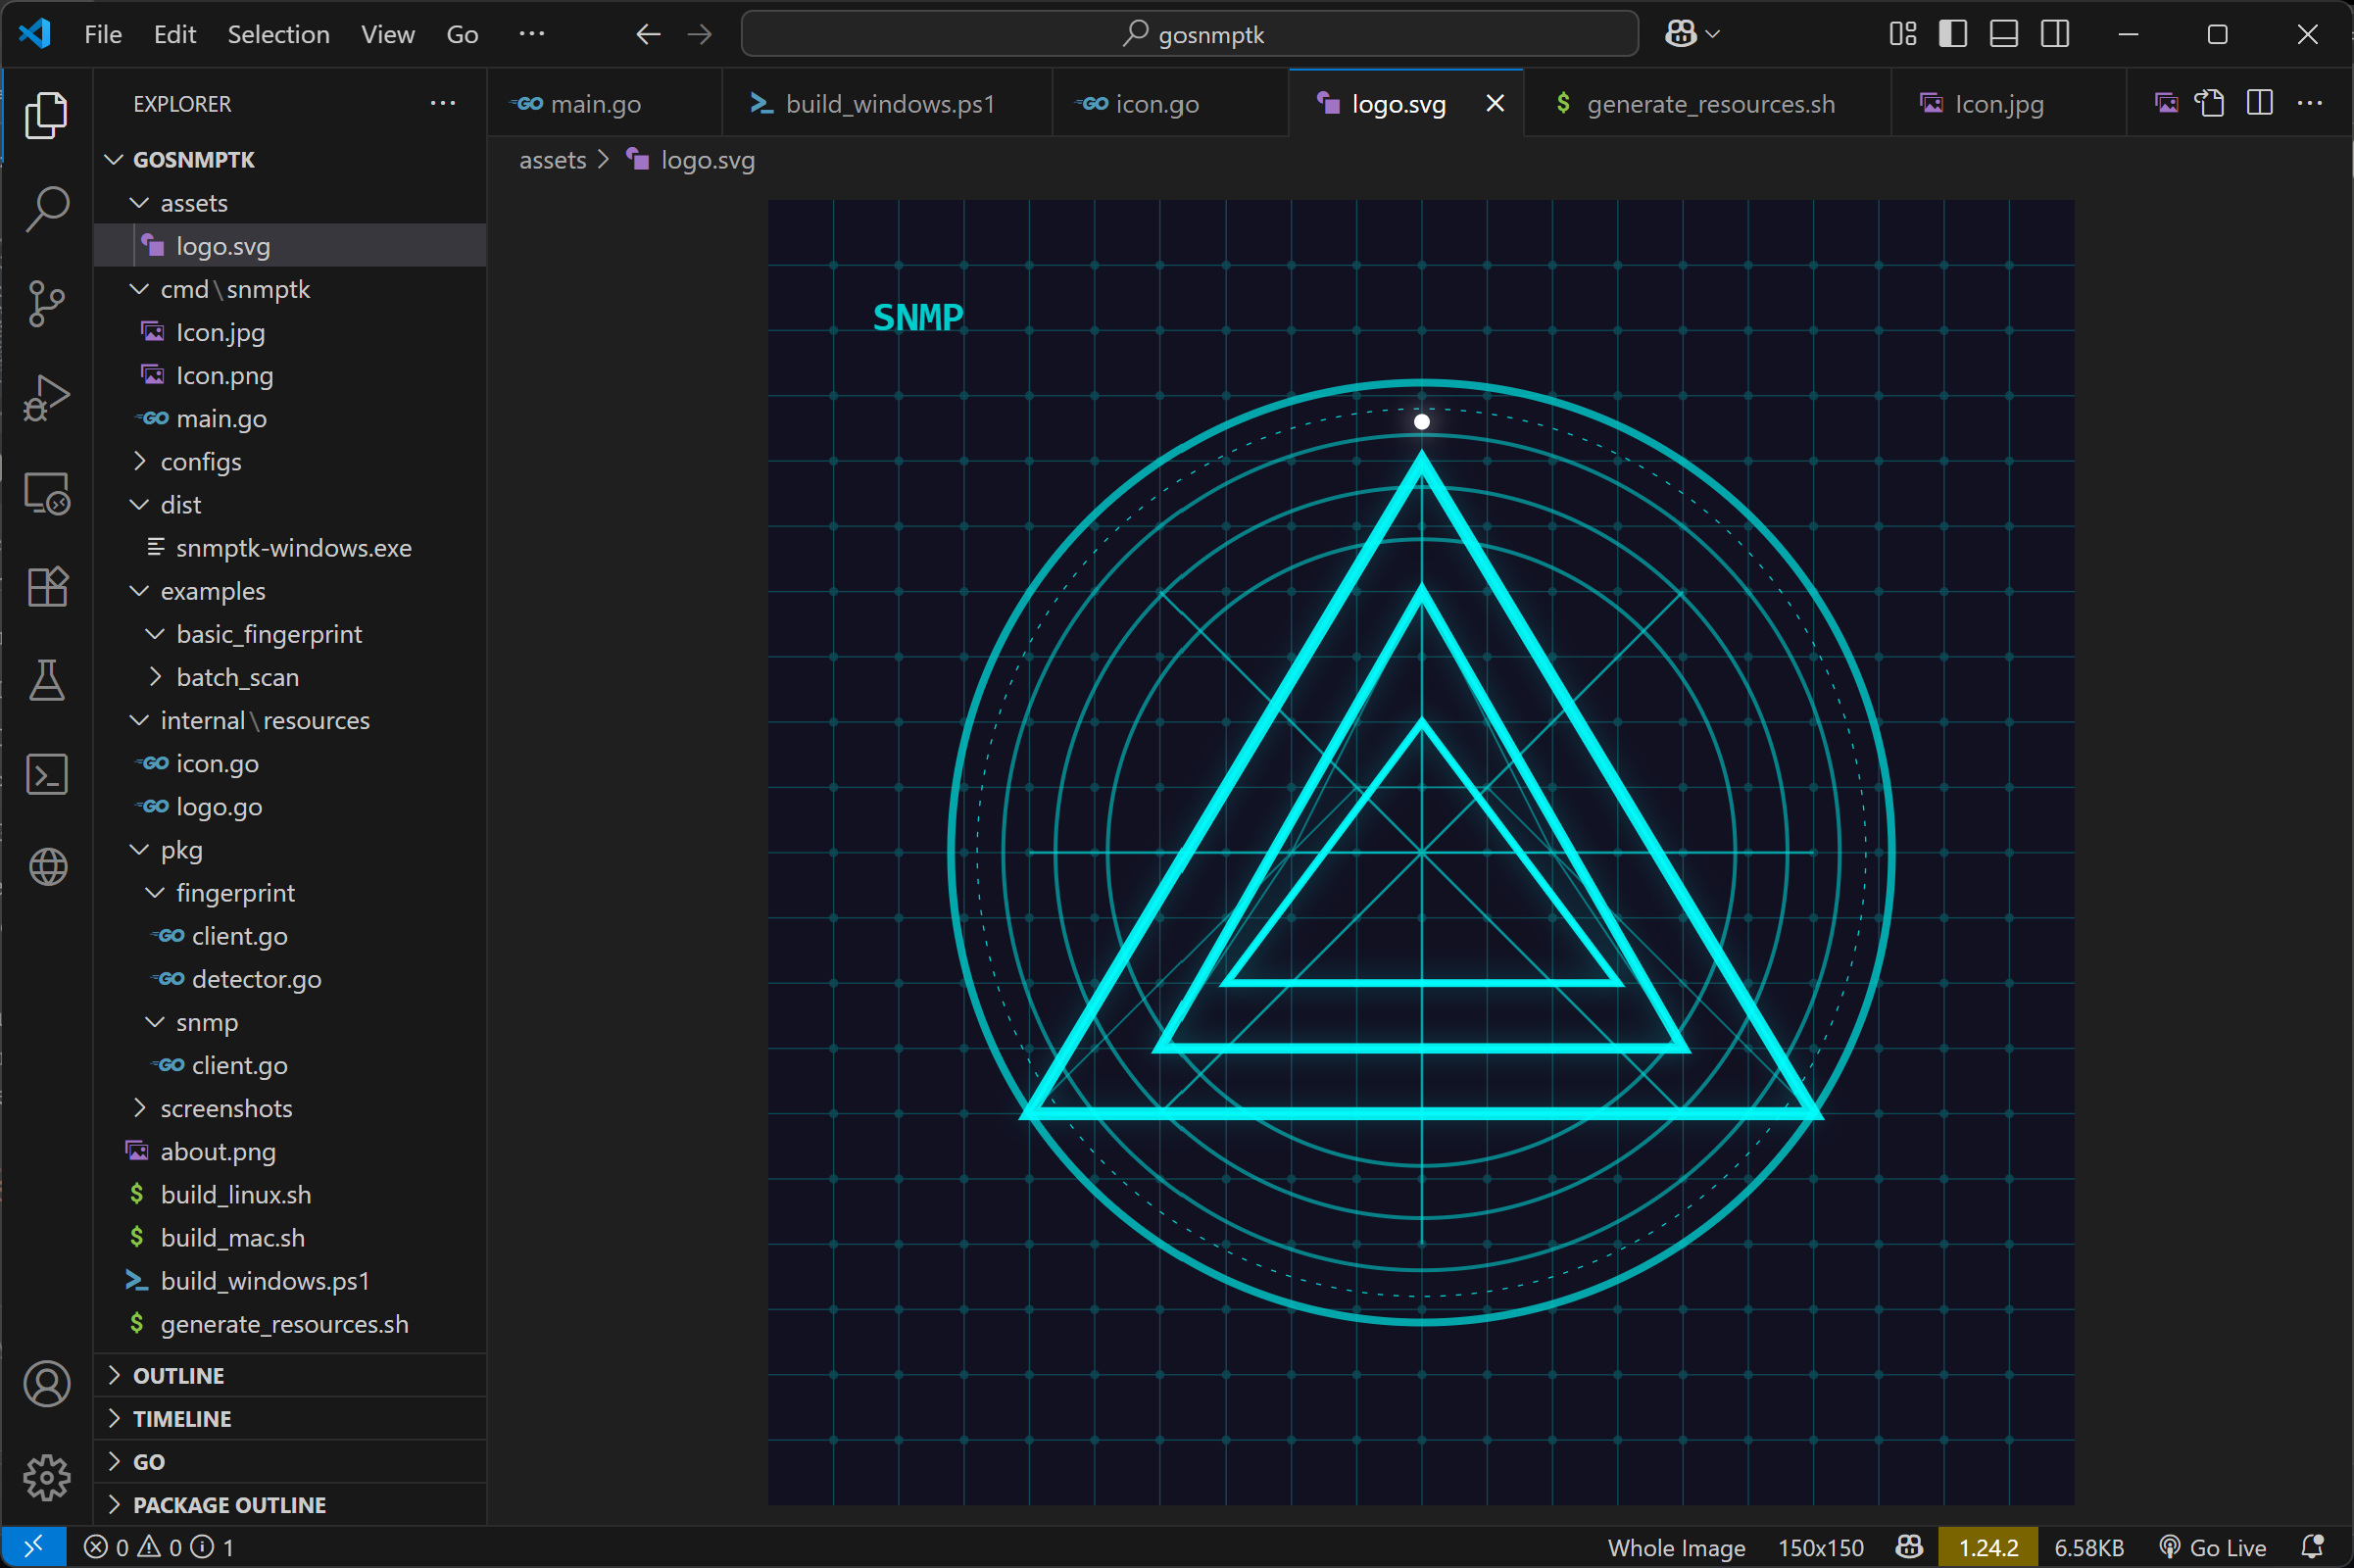 File Edit Selection View Go ... gosnmptk
EXPLORER
main.go build_windows.ps1 icon.go logo.svg generate_resources.sh Icon.jpg
assets > logo.svg
GOSNMPTK
assets
logo.svg
cmd\snmptk
Icon.jpg
Icon.png
main.go
configs
dist
snmptk-windows.exe
examples
basic_fingerprint
batch_scan
internal\resources
icon.go
logo.go
pkg
fingerprint
client.go
detector.go
snmp
client.go
screenshots
about.png
build_linux.sh
build_mac.sh
build_windows.ps1
generate_resources.sh
OUTLINE
TIMELINE
GO
PACKAGE OUTLINE
SNMP
0 0 1 Whole Image 150x150 1.24.2 6.58KB Go Live